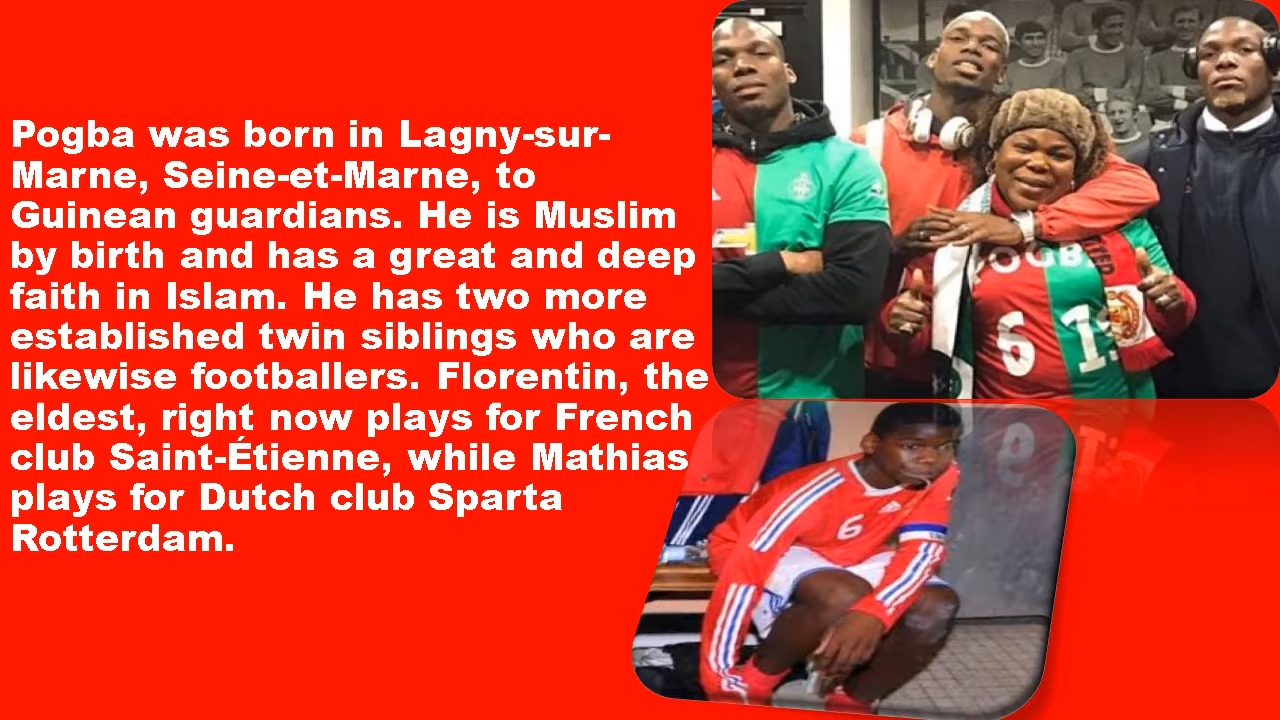 Pogba was born in Lagny-sur-
Marne, Seine-et-Marne, to
Guinean guardians. He is Muslim
by birth and has a great and deep
faith in Islam. He has two more
established twin siblings who are
likewise footballers. Florentin, the
eldest, right now plays for French
club Saint-Étienne, while Mathias
plays for Dutch club Sparta
Rotterdam.
6
6